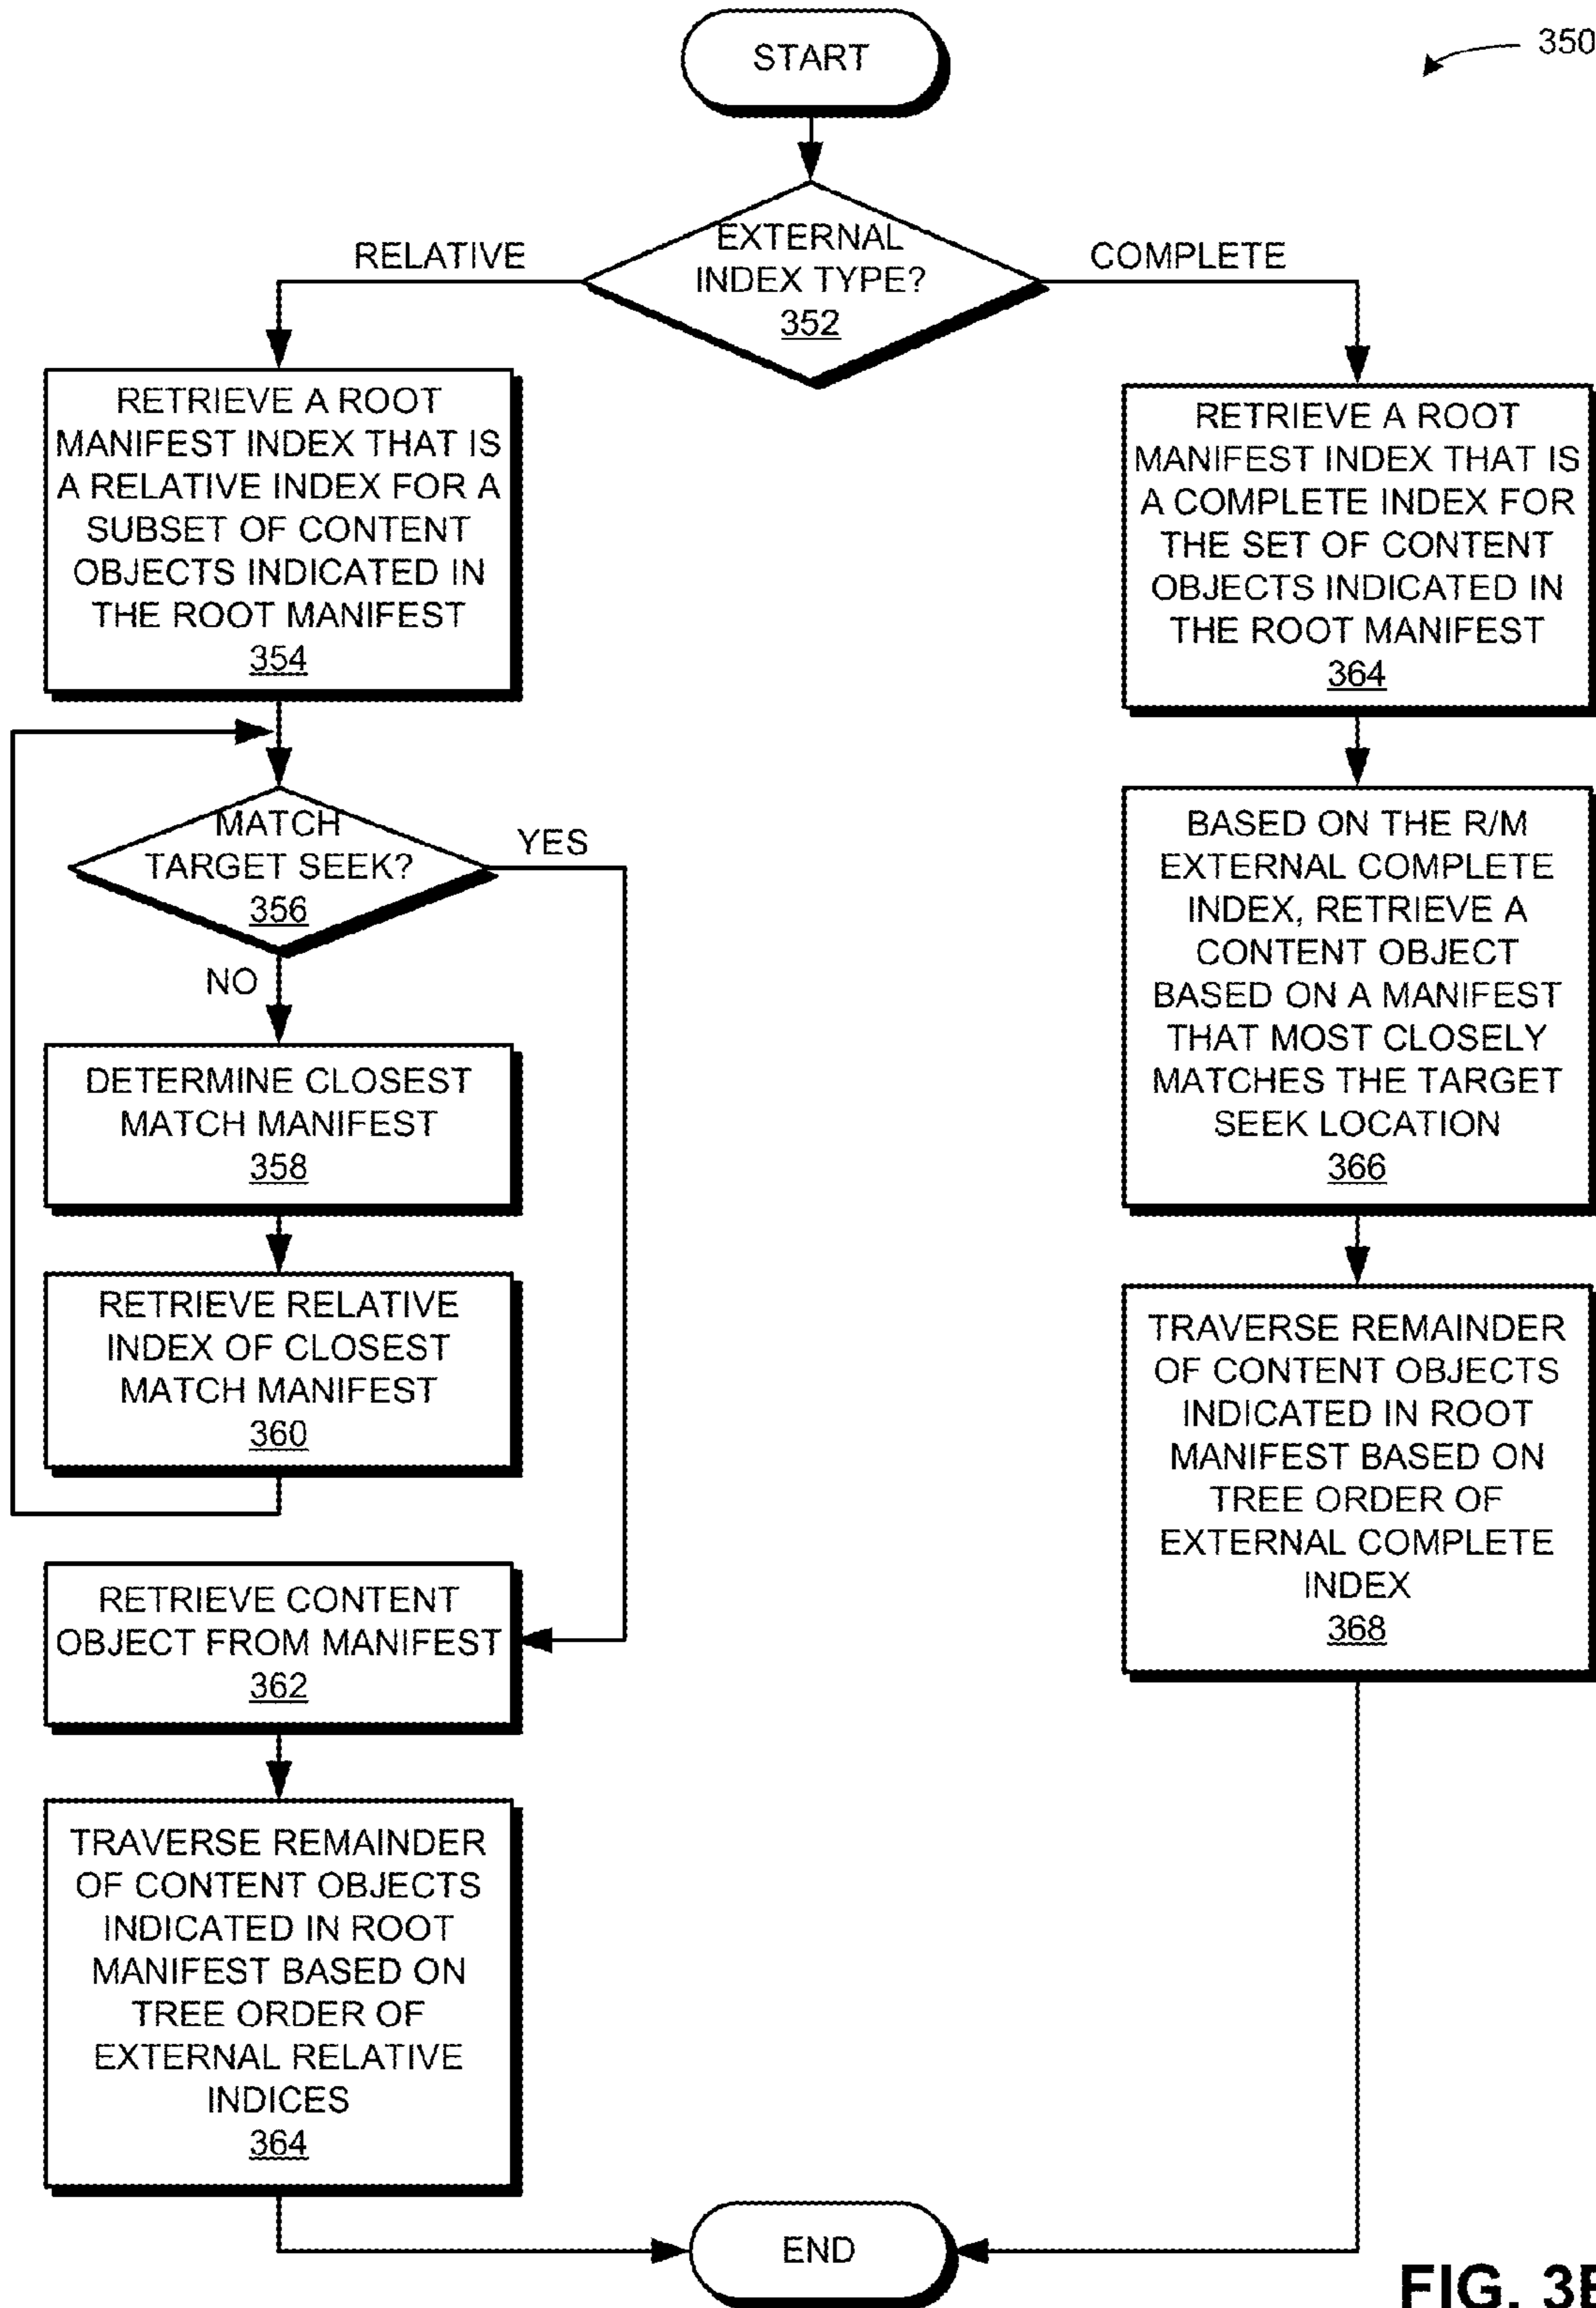 START
350
EXTERNAL
INDEX TYPE?
352
RELATIVE
COMPLETE
RETRIEVE A ROOT
MANIFEST INDEX THAT IS
A RELATIVE INDEX FOR A
SUBSET OF CONTENT
OBJECTS INDICATED IN
THE ROOT MANIFEST
354
MATCH
TARGET SEEK?
356
YES
NO
DETERMINE CLOSEST
MATCH MANIFEST
358
RETRIEVE RELATIVE
INDEX OF CLOSEST
MATCH MANIFEST
360
RETRIEVE CONTENT
OBJECT FROM MANIFEST
362
TRAVERSE REMAINDER
OF CONTENT OBJECTS
INDICATED IN ROOT
MANIFEST BASED ON
TREE ORDER OF
EXTERNAL RELATIVE
INDICES
364
RETRIEVE A ROOT
MANIFEST INDEX THAT IS
A COMPLETE INDEX FOR
THE SET OF CONTENT
OBJECTS INDICATED IN
THE ROOT MANIFEST
364
BASED ON THE R/M
EXTERNAL COMPLETE
INDEX, RETRIEVE A
CONTENT OBJECT
BASED ON A MANIFEST
THAT MOST CLOSELY
MATCHES THE TARGET
SEEK LOCATION
366
TRAVERSE REMAINDER
OF CONTENT OBJECTS
INDICATED IN ROOT
MANIFEST BASED ON
TREE ORDER OF
EXTERNAL COMPLETE
INDEX
368
END
FIG.